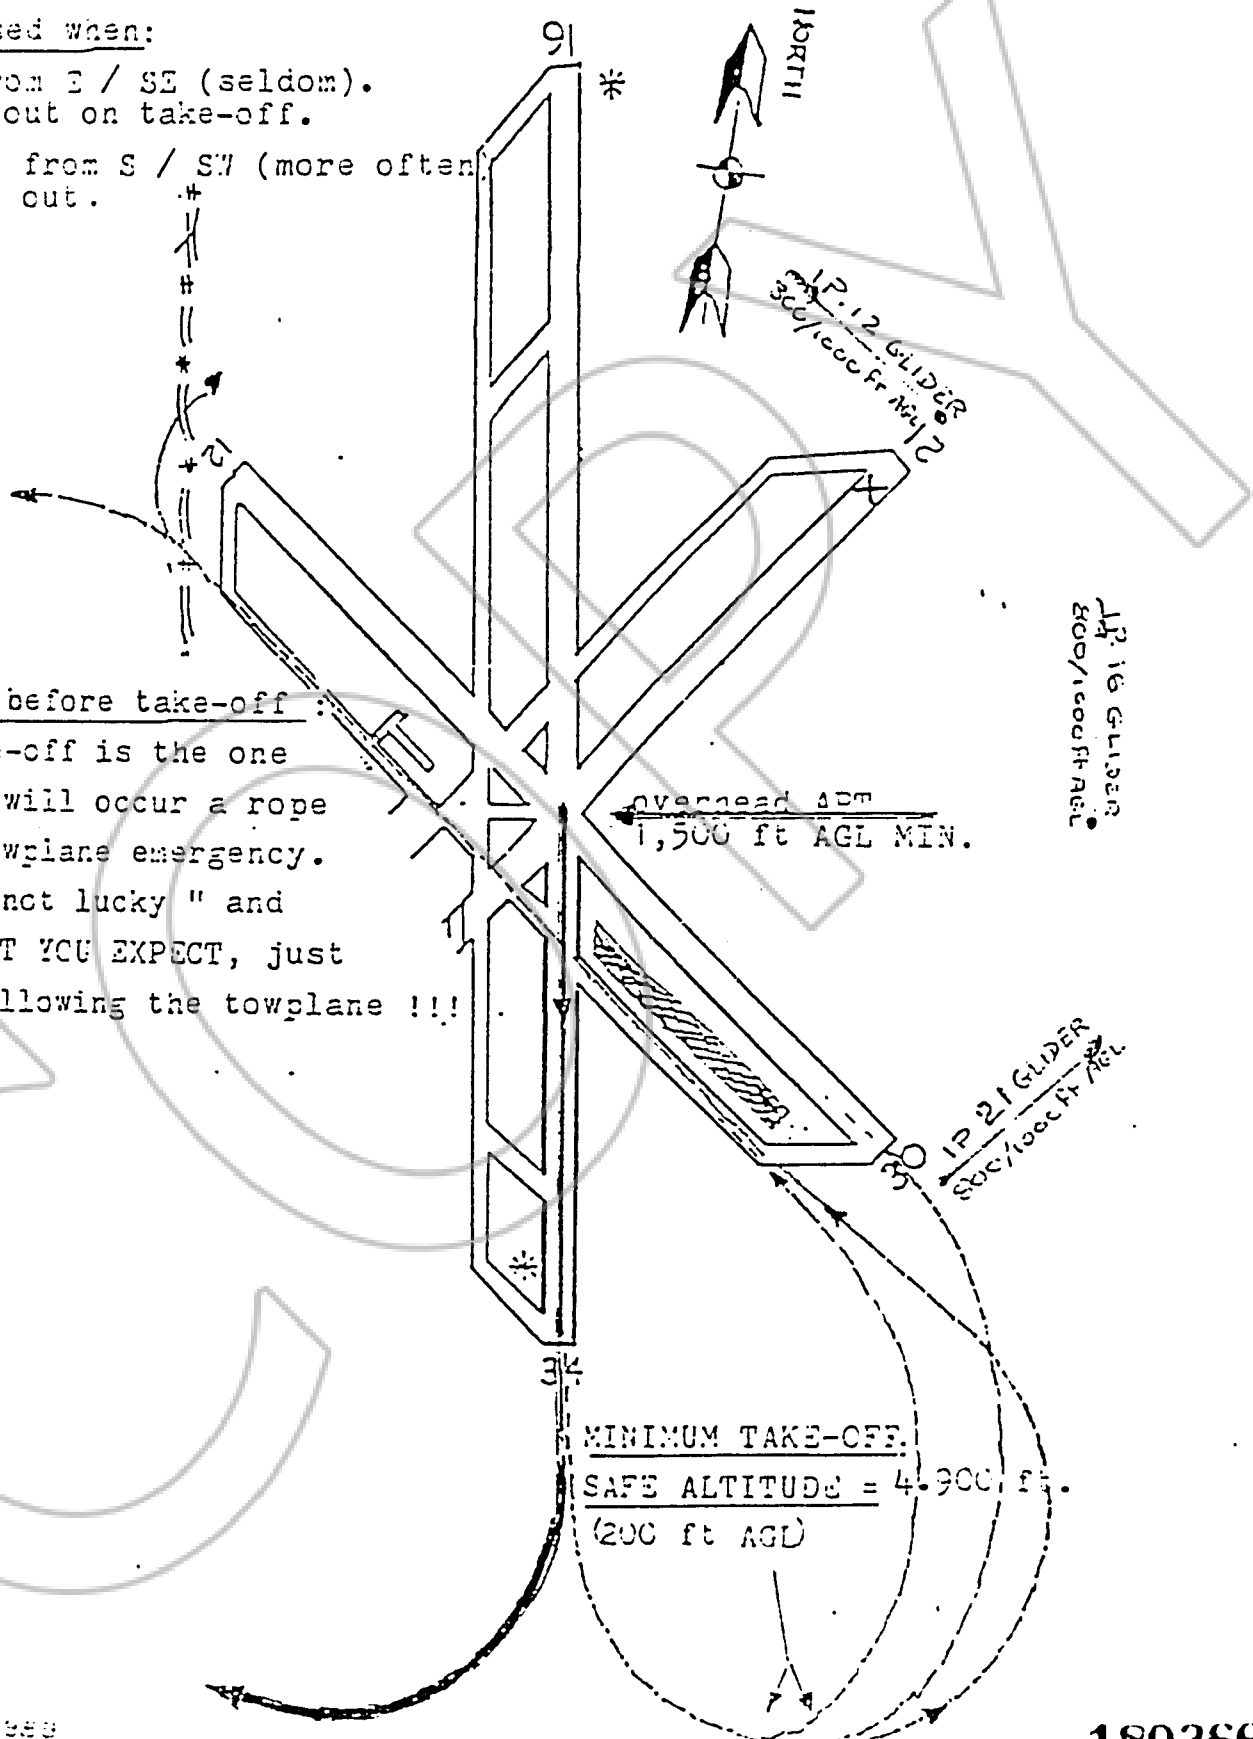 sed when:
om E / SE (seldom).
out on take-off.
from S / SW (more often
out.
16
NORTH
IP.12 GLIDER
800/1000 ft AGL
12
21
IP 16 GLIDER
800/1000 ft AGL
before take-off :
e-off is the one
will occur a rope
wplane emergency.
not lucky " and
T YOU EXPECT, just
llowing the towplane !!!
overhead APT
1,500 ft AGL MIN.
IP 21 GLIDER
800/1000 ft AGL
3
34
MINIMUM TAKE-OFF
SAFE ALTITUDE = 4.900 ft.
(200 ft AGL)
COPY